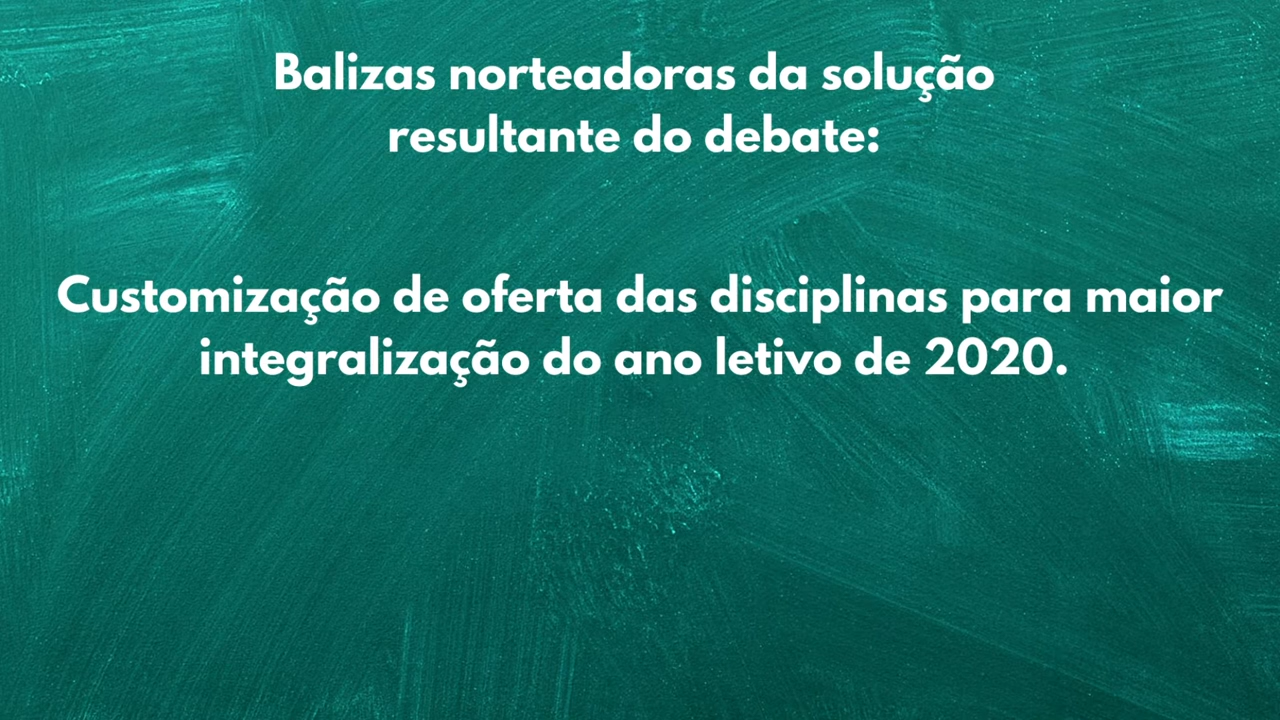 Balizas norteadoras da solução
resultante do debate:
Customização de oferta das disciplinas para maior
integralização do ano letivo de 2020.